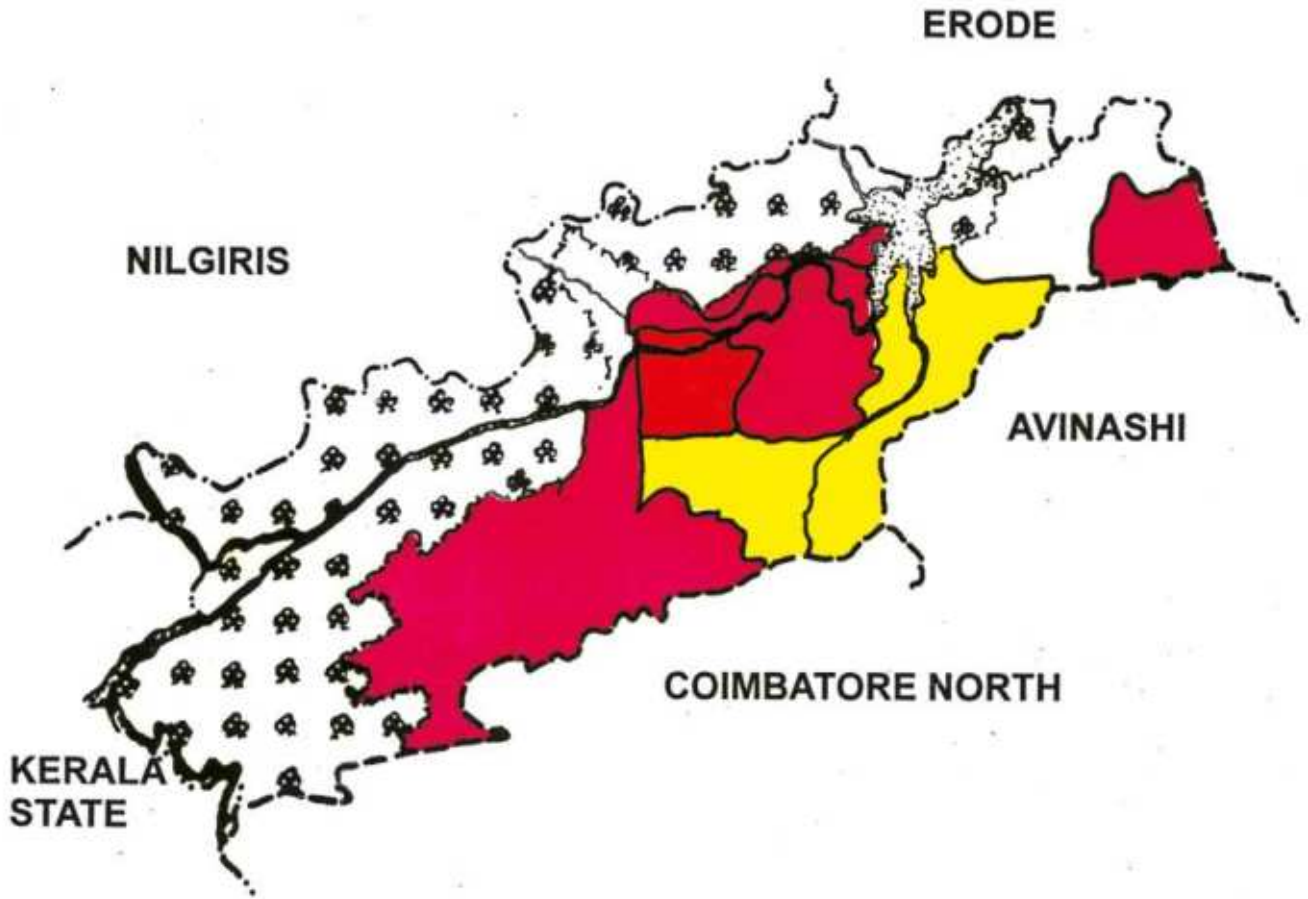 ERODE
NILGIRIS
AVINASHI
COIMBATORE NORTH
KERALA
STATE